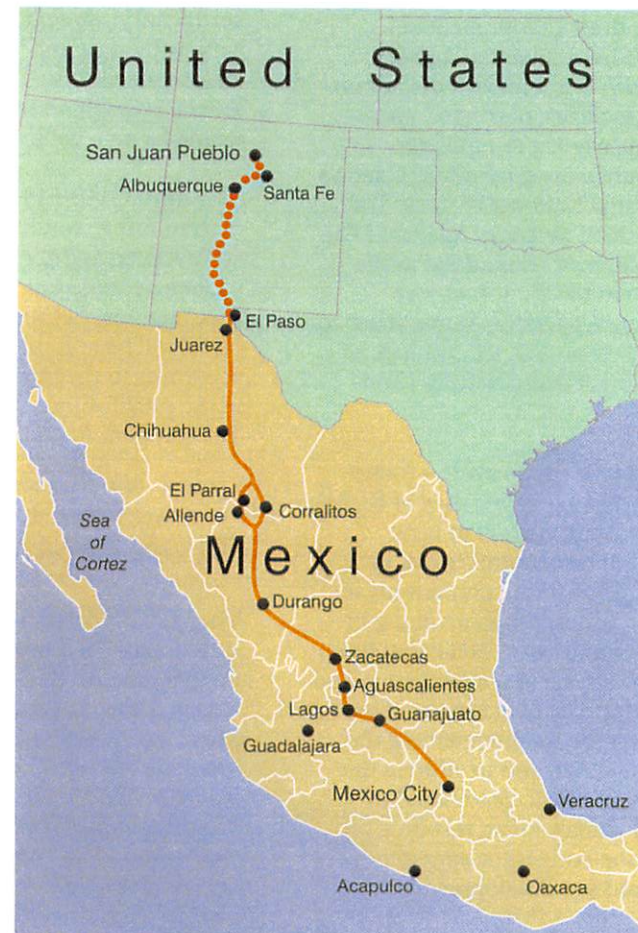 United States
San Juan Pueblo
Albuquerque
Santa Fe
El Paso
Juarez
Chihuahua
El Parral
Allende
Corralitos
Sea
of
Cortez
Mexico
Durango
Zacatecas
Aguascalientes
Lagos
Guanajuato
Guadalajara
Mexico City
Veracruz
Acapulco
Oaxaca